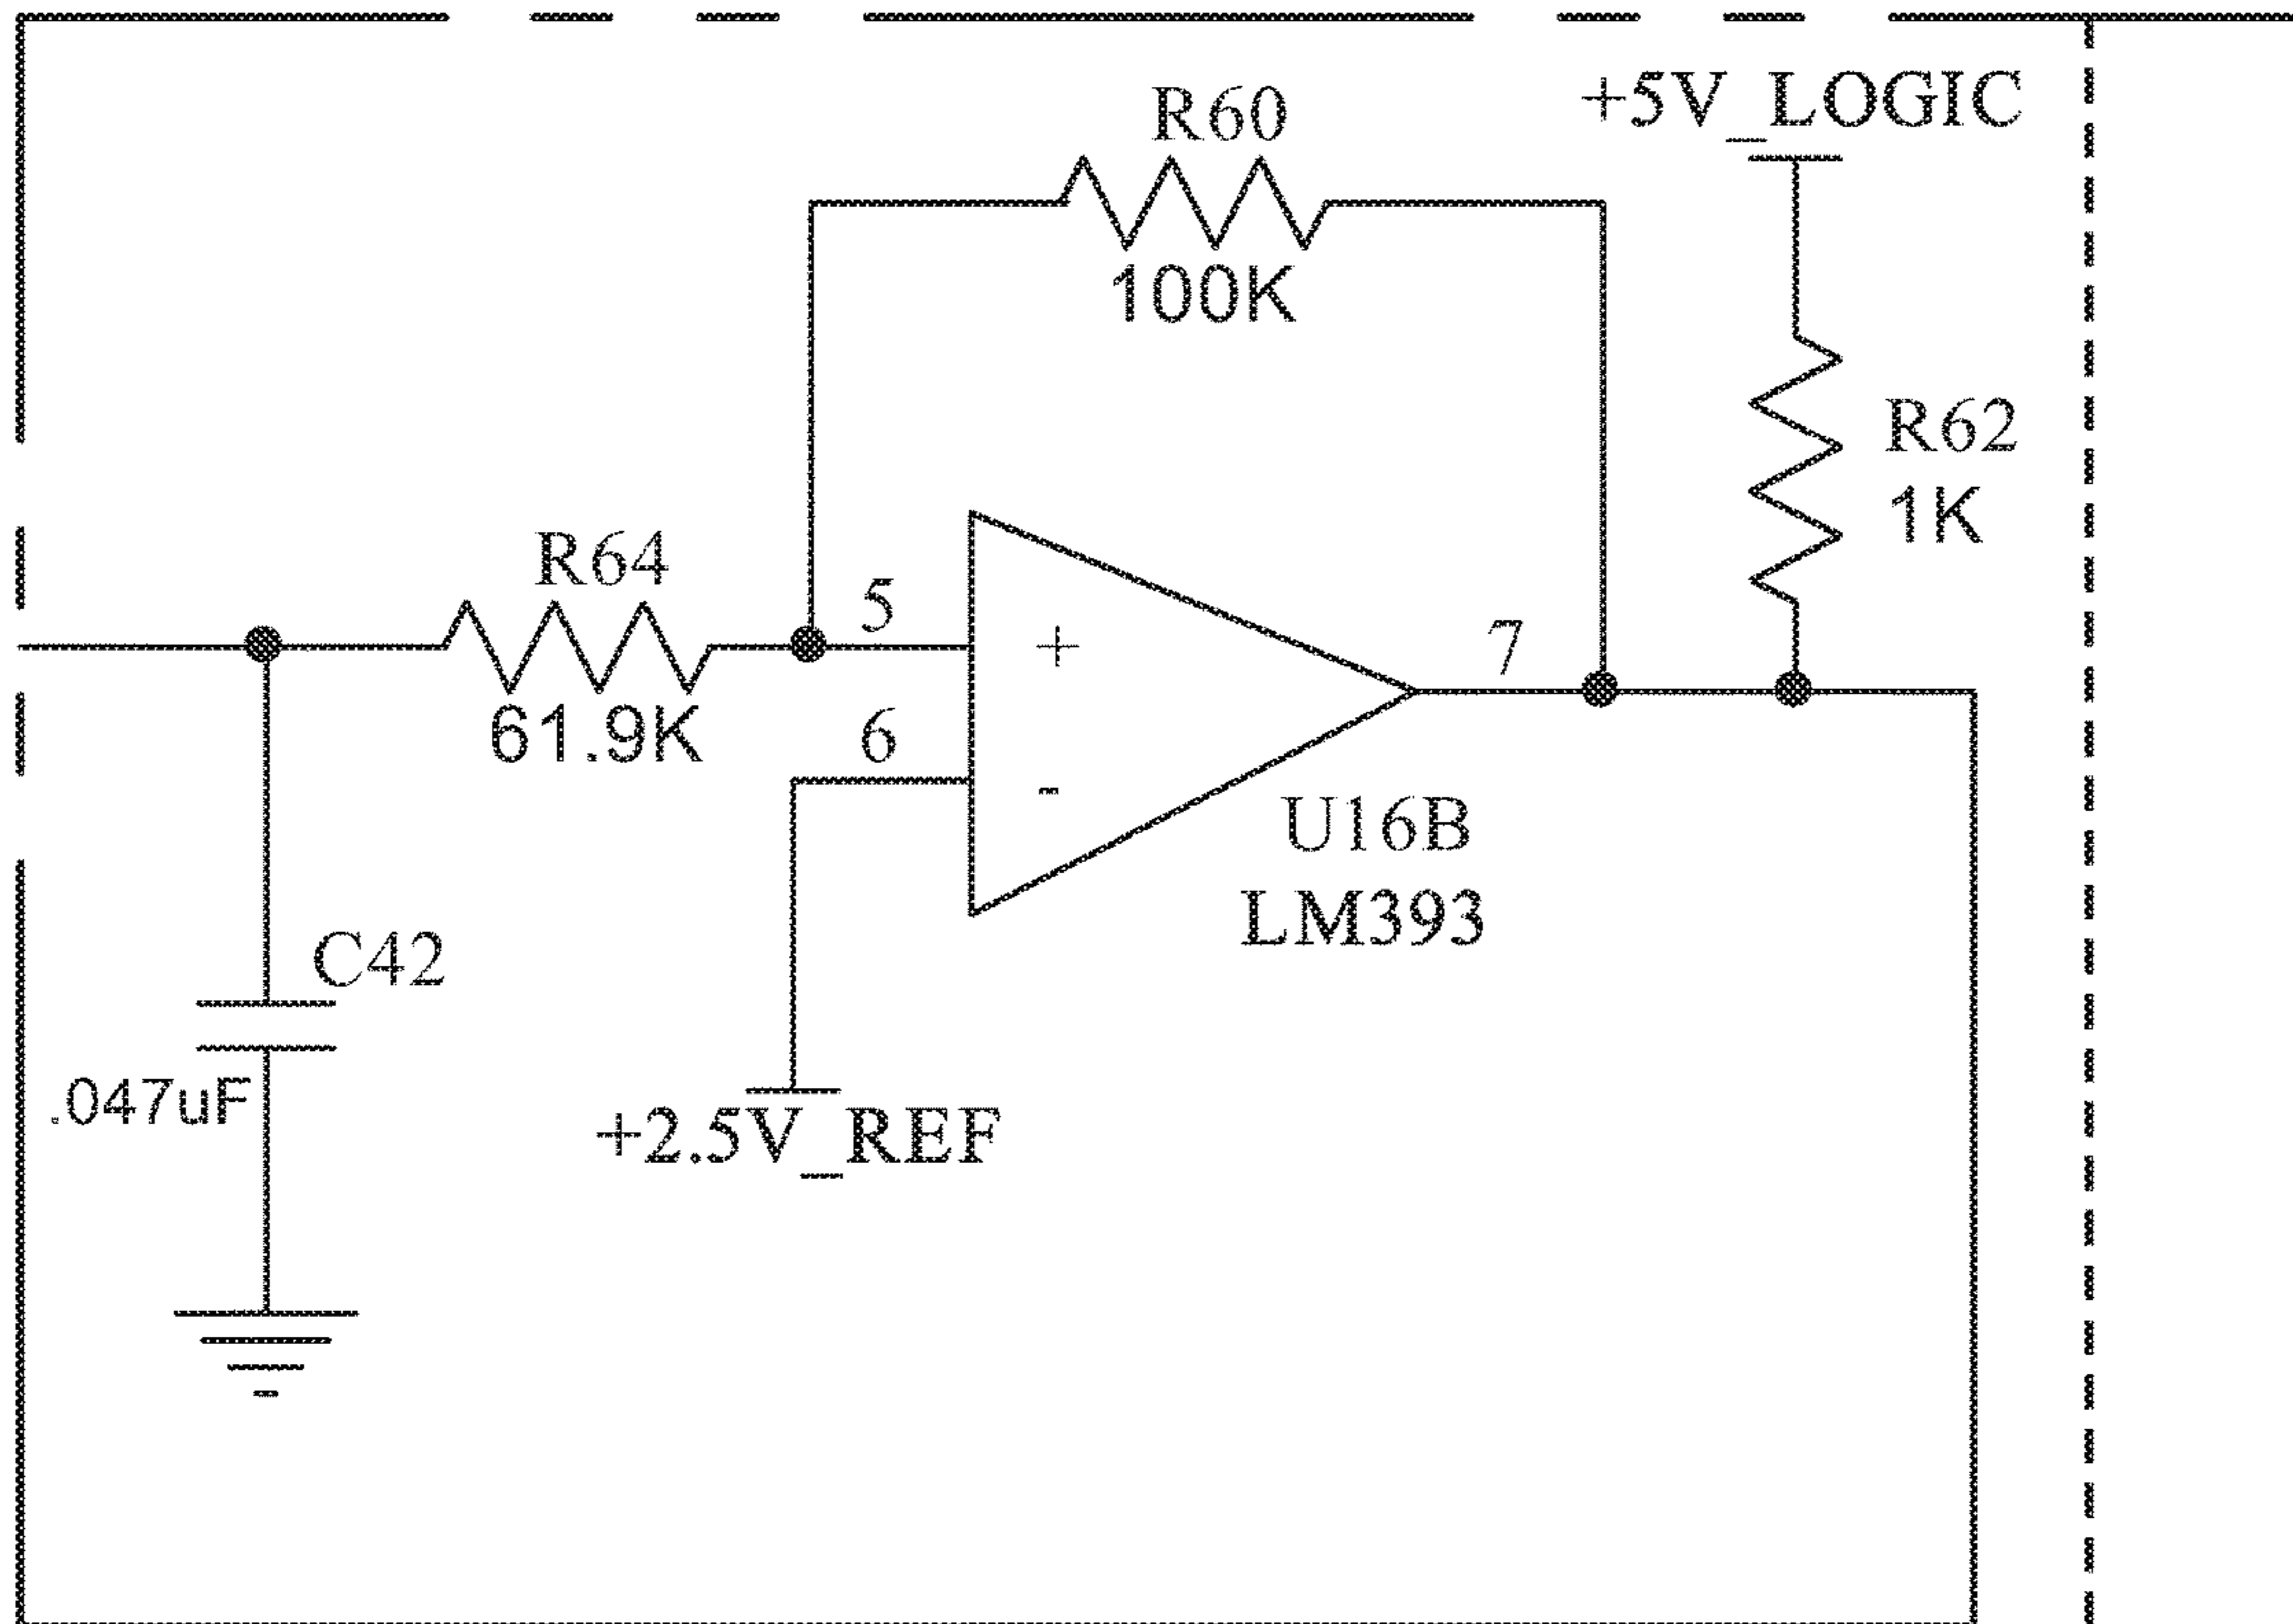 R60
100K
+5V_LOGIC
R62
1K
R64
61.9K
5
+
6
-
7
U16B
LM393
C42
.047uF
+2.5V_REF